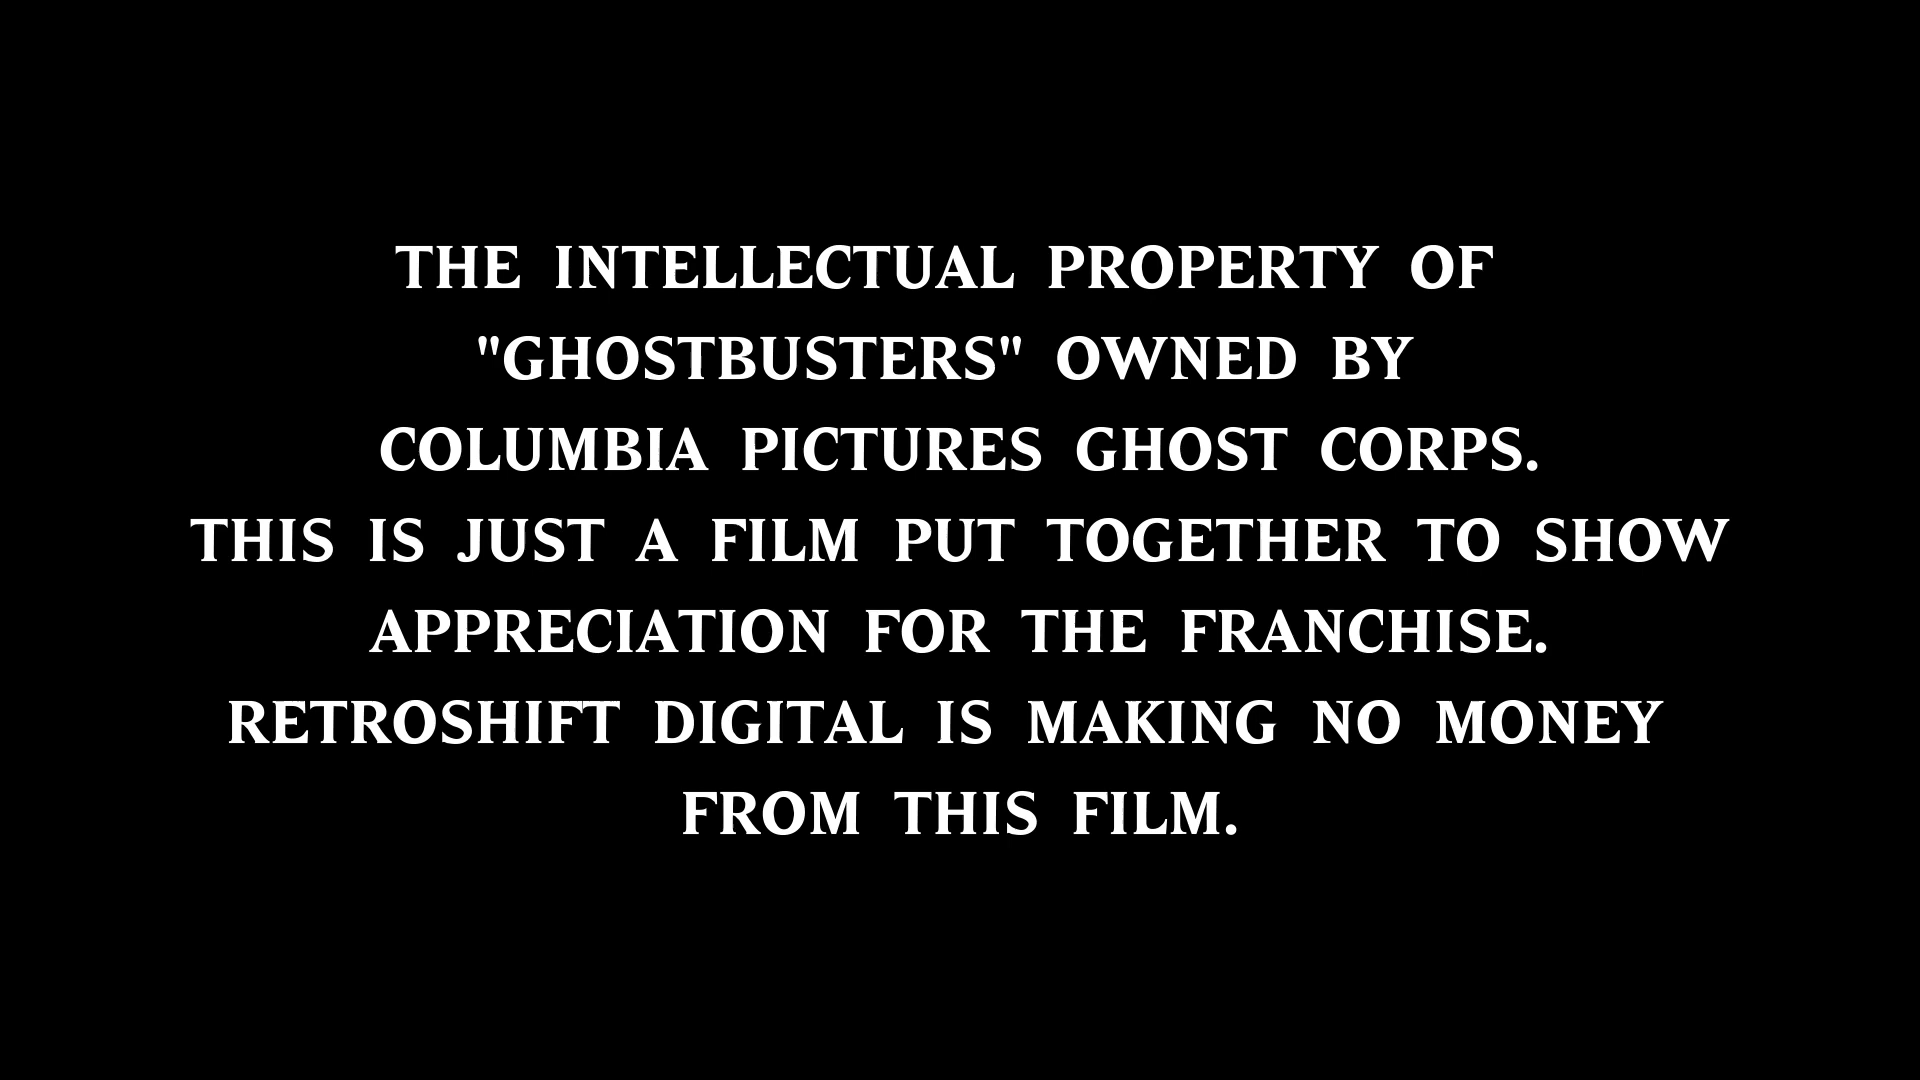 THE INTELLECTUAL PROPERTY OF
"GHOSTBUSTERS" OWNED BY
COLUMBIA PICTURES GHOST CORPS.
THIS IS JUST A FILM PUT TOGETHER TO SHOW
APPRECIATION FOR THE FRANCHISE.
RETROSHIFT DIGITAL IS MAKING NO MONEY
FROM THIS FILM.